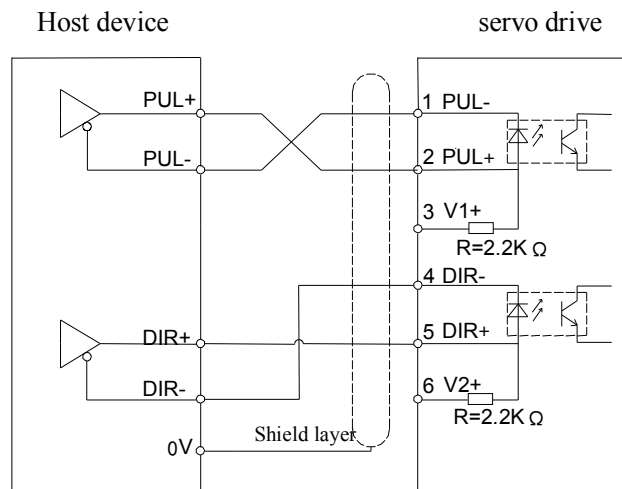 Host device
servo drive
PUL+
PUL-
1 PUL-
2 PUL+
3 V1+
R=2.2K Ω
4 DIR-
DIR+
5 DIR+
DIR-
6 V2+
R=2.2K Ω
0V
Shield layer